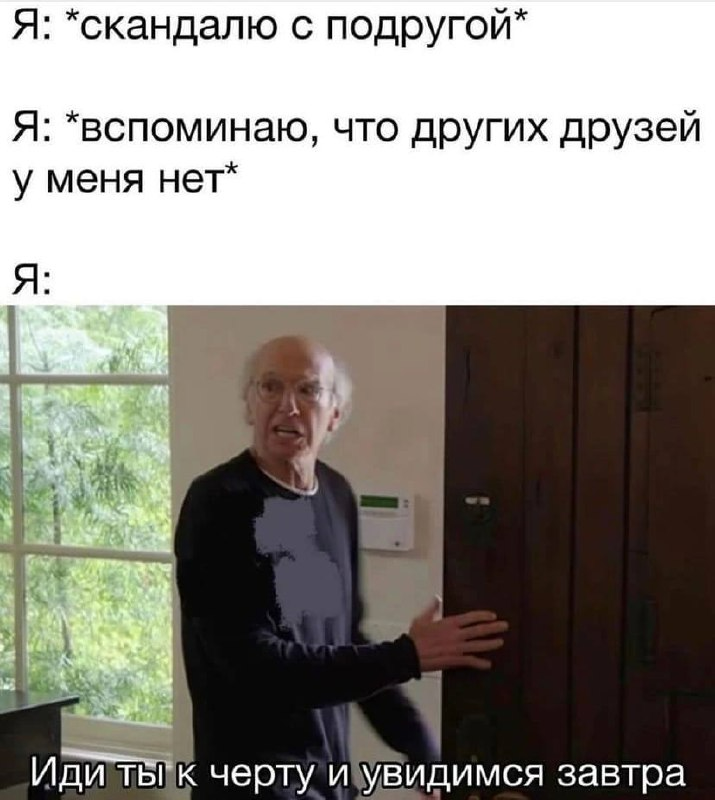 Я: *скандалю с подругой*
Я: *вспоминаю, что других друзей
у меня нет*
Я:
Иди ты к черту и увидимся завтра